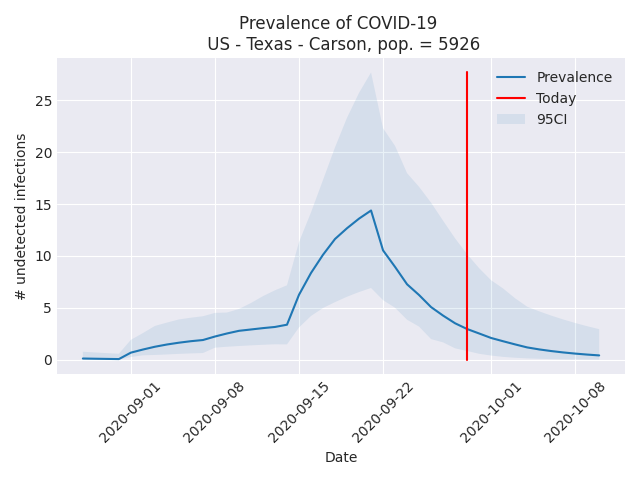 Prevalence of COVID-19
US - Texas - Carson, pop. = 5926
Prevalence
Today
95CI
# undetected infections
25
20
15
10
5
0
2020-09-01
2020-09-08
2020-09-15
2020-09-22
2020-10-01
2020-10-08
Date